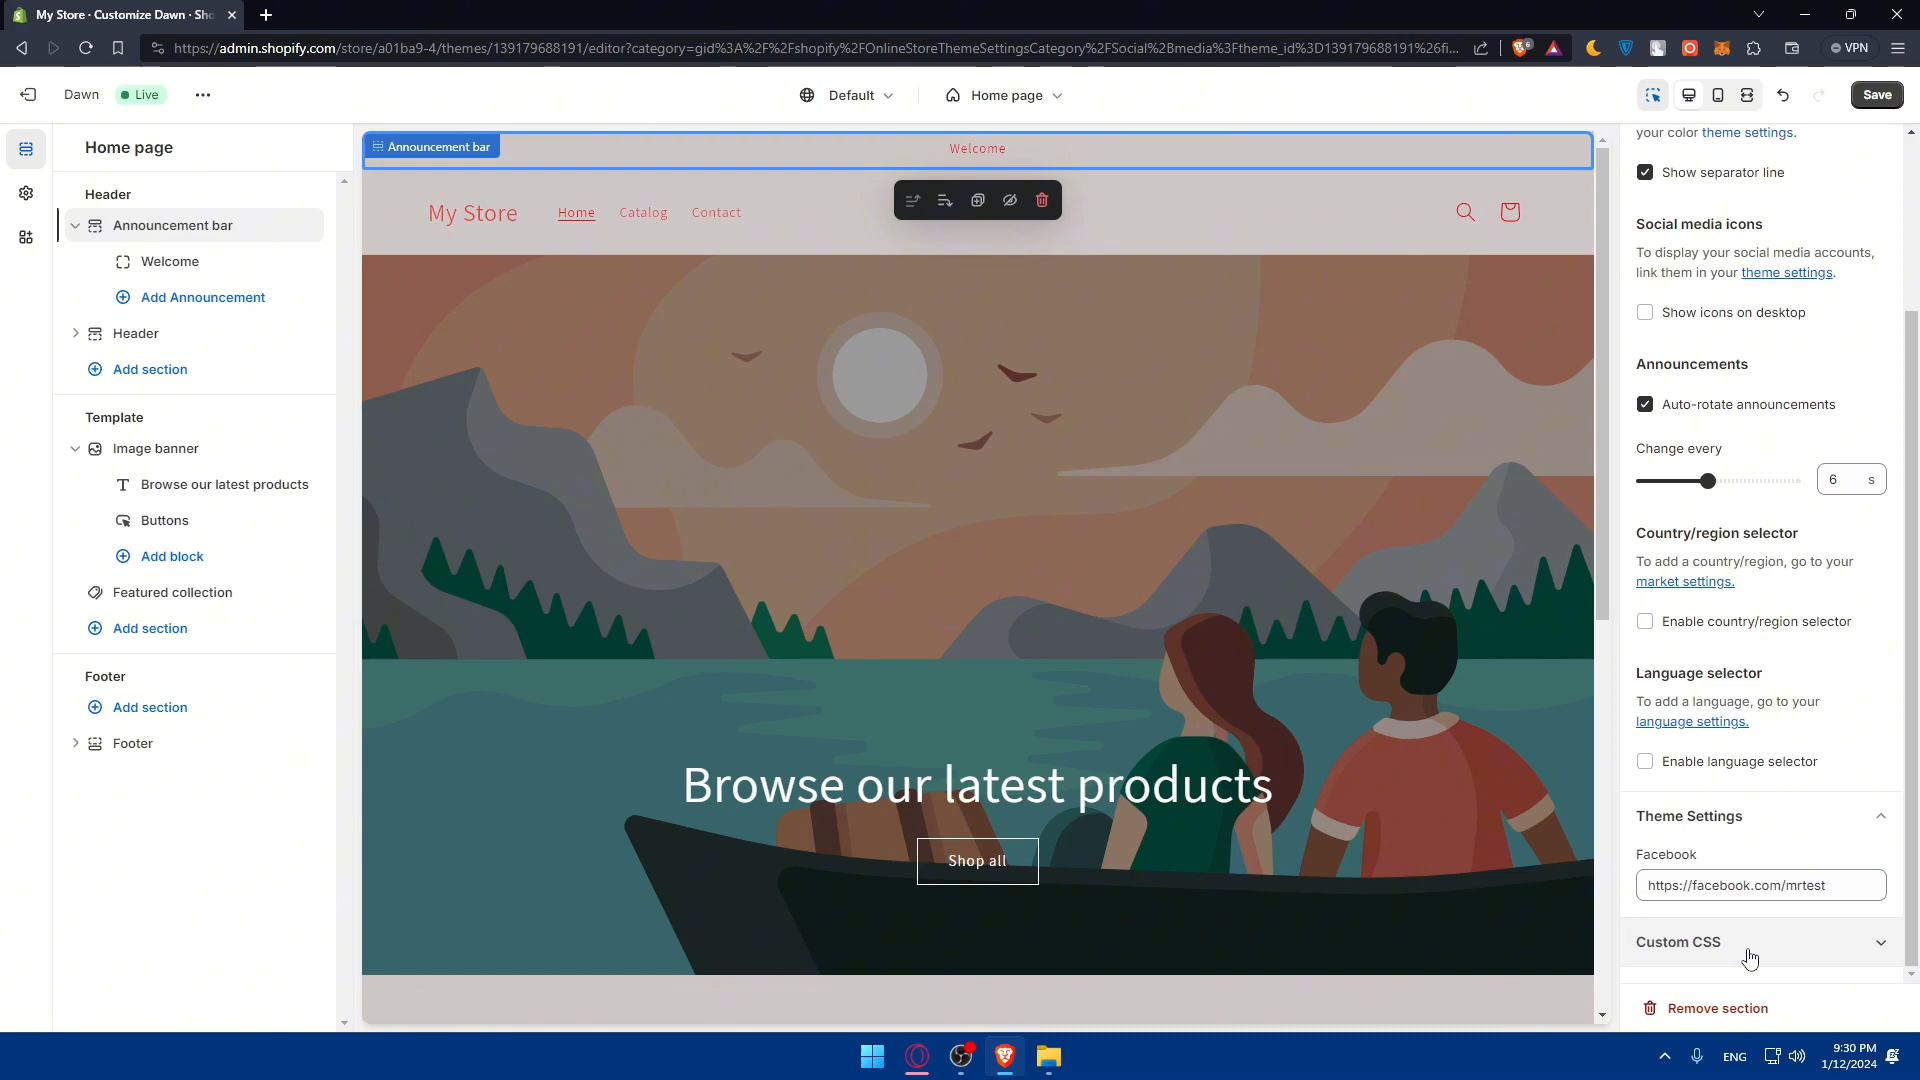 My Store · Customize Dawn · Sho
https://admin.shopify.com/store/a01ba9-4/themes/139179688191/editor?category=gid%3A%2F%2Fshopify%2FOnlineStoreThemeSettingsCategory%2FSocial%2Bmedia%3Ftheme_id%3D139179688191%26fi...
6
VPN
Dawn
Live
Default
Home page
Save
Home page
Header
Announcement bar
Welcome
Add Announcement
Header
Add section
Template
Image banner
Browse our latest products
Buttons
Add block
Featured collection
Add section
Footer
Add section
Footer
Announcement bar
Welcome
My Store
Home
Catalog
Contact
Browse our latest products
Shop all
your color theme settings.
Show separator line
Social media icons
To display your social media accounts,
link them in your theme settings.
Show icons on desktop
Announcements
Auto-rotate announcements
Change every
6 s
Country/region selector
To add a country/region, go to your
market settings.
Enable country/region selector
Language selector
To add a language, go to your
language settings.
Enable language selector
Theme Settings
Facebook
https://facebook.com/mrtest
Custom CSS
Remove section
ENG
9:30 PM
1/12/2024